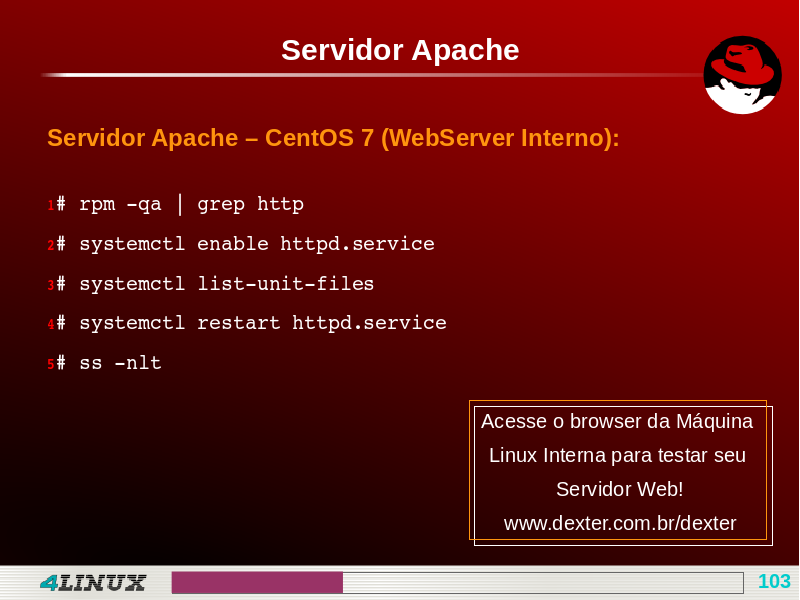 Servidor Apache
Servidor Apache – CentOS 7 (WebServer Interno):
1# rpm -qa | grep http
2# systemctl enable httpd.service
3# systemctl list-unit-files
4# systemctl restart httpd.service
5# ss -nlt
Acesse o browser da Máquina
Linux Interna para testar seu
Servidor Web!
www.dexter.com.br/dexter
4LINUX
103